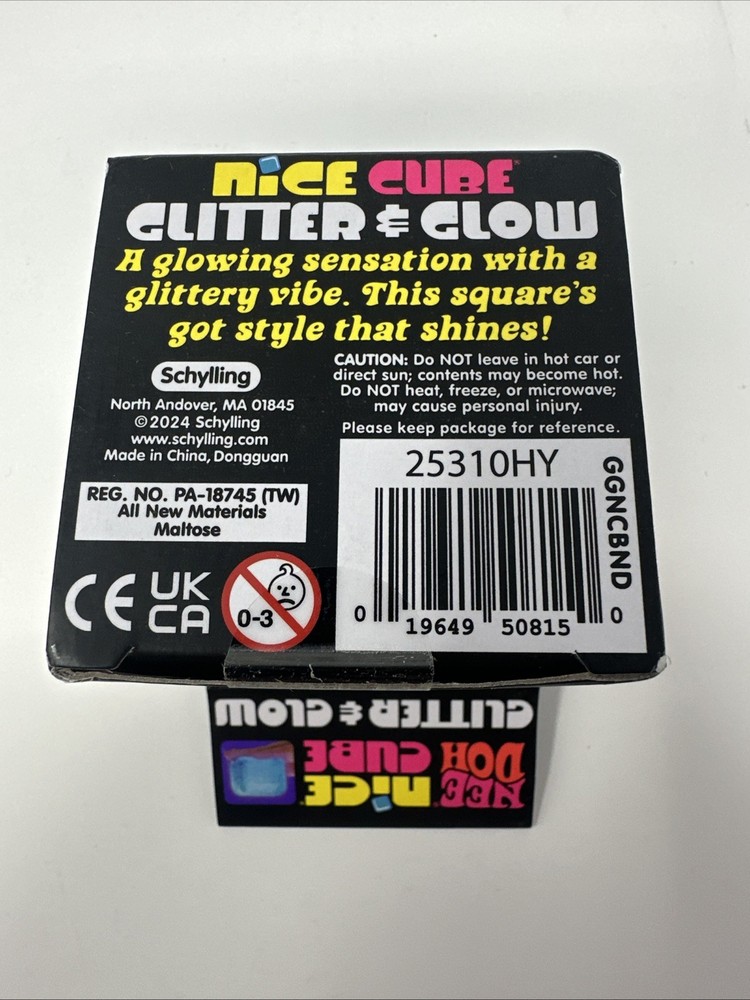 NICE CUBE
GLITTER & GLOW
A glowing sensation with a
glittery vibe. This square's
got style that shines!
Schylling
North Andover, MA 01845
©2024 Schylling
www.schylling.com
Made in China, Dongguan
REG. NO. PA-18745 (TW)
All New Materials
Maltose
CE
UK
CA
0-3
CAUTION: Do NOT leave in hot car or
direct sun; contents may become hot.
Do NOT heat, freeze, or microwave;
may cause personal injury.
Please keep package for reference.
25310HY
GGNCBND
0 19649 50815 0
NEE
DOH
NICE
CUBE
GLITTER & GLOW